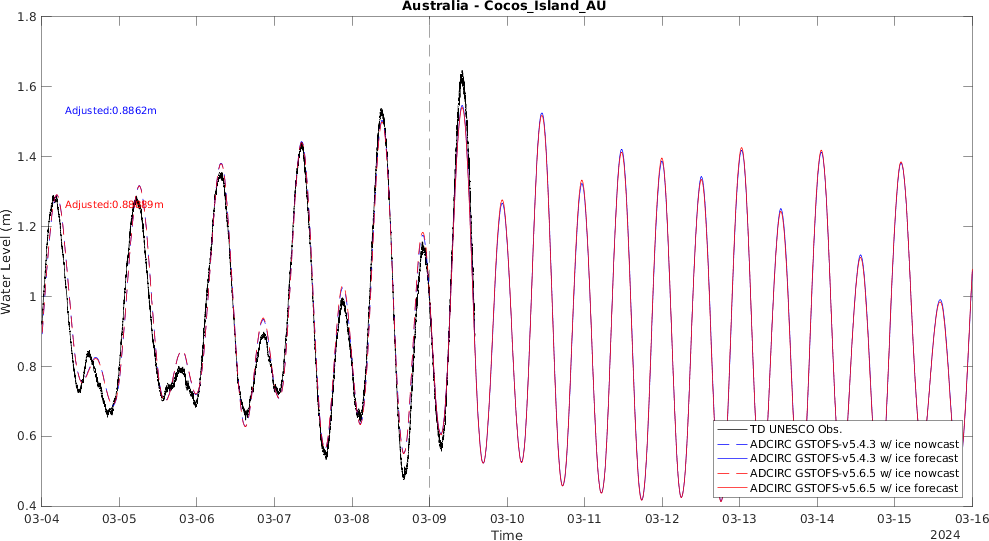 Australia - Cocos_Island_AU
1.8
1.6
1.4
1.2
1
0.8
0.6
0.4
Water Level (m)
Adjusted:0.8862m
TD UNESCO Obs.
ADCIRC GSTOFS-v5.4.3 w/ ice nowcast
ADCIRC GSTOFS-v5.4.3 w/ ice forecast
ADCIRC GSTOFS-v5.6.5 w/ ice nowcast
ADCIRC GSTOFS-v5.6.5 w/ ice forecast
03-04 03-05 03-06 03-07 03-08 03-09 03-10 03-11 03-12 03-13 03-14 03-15 03-16
Time
2024